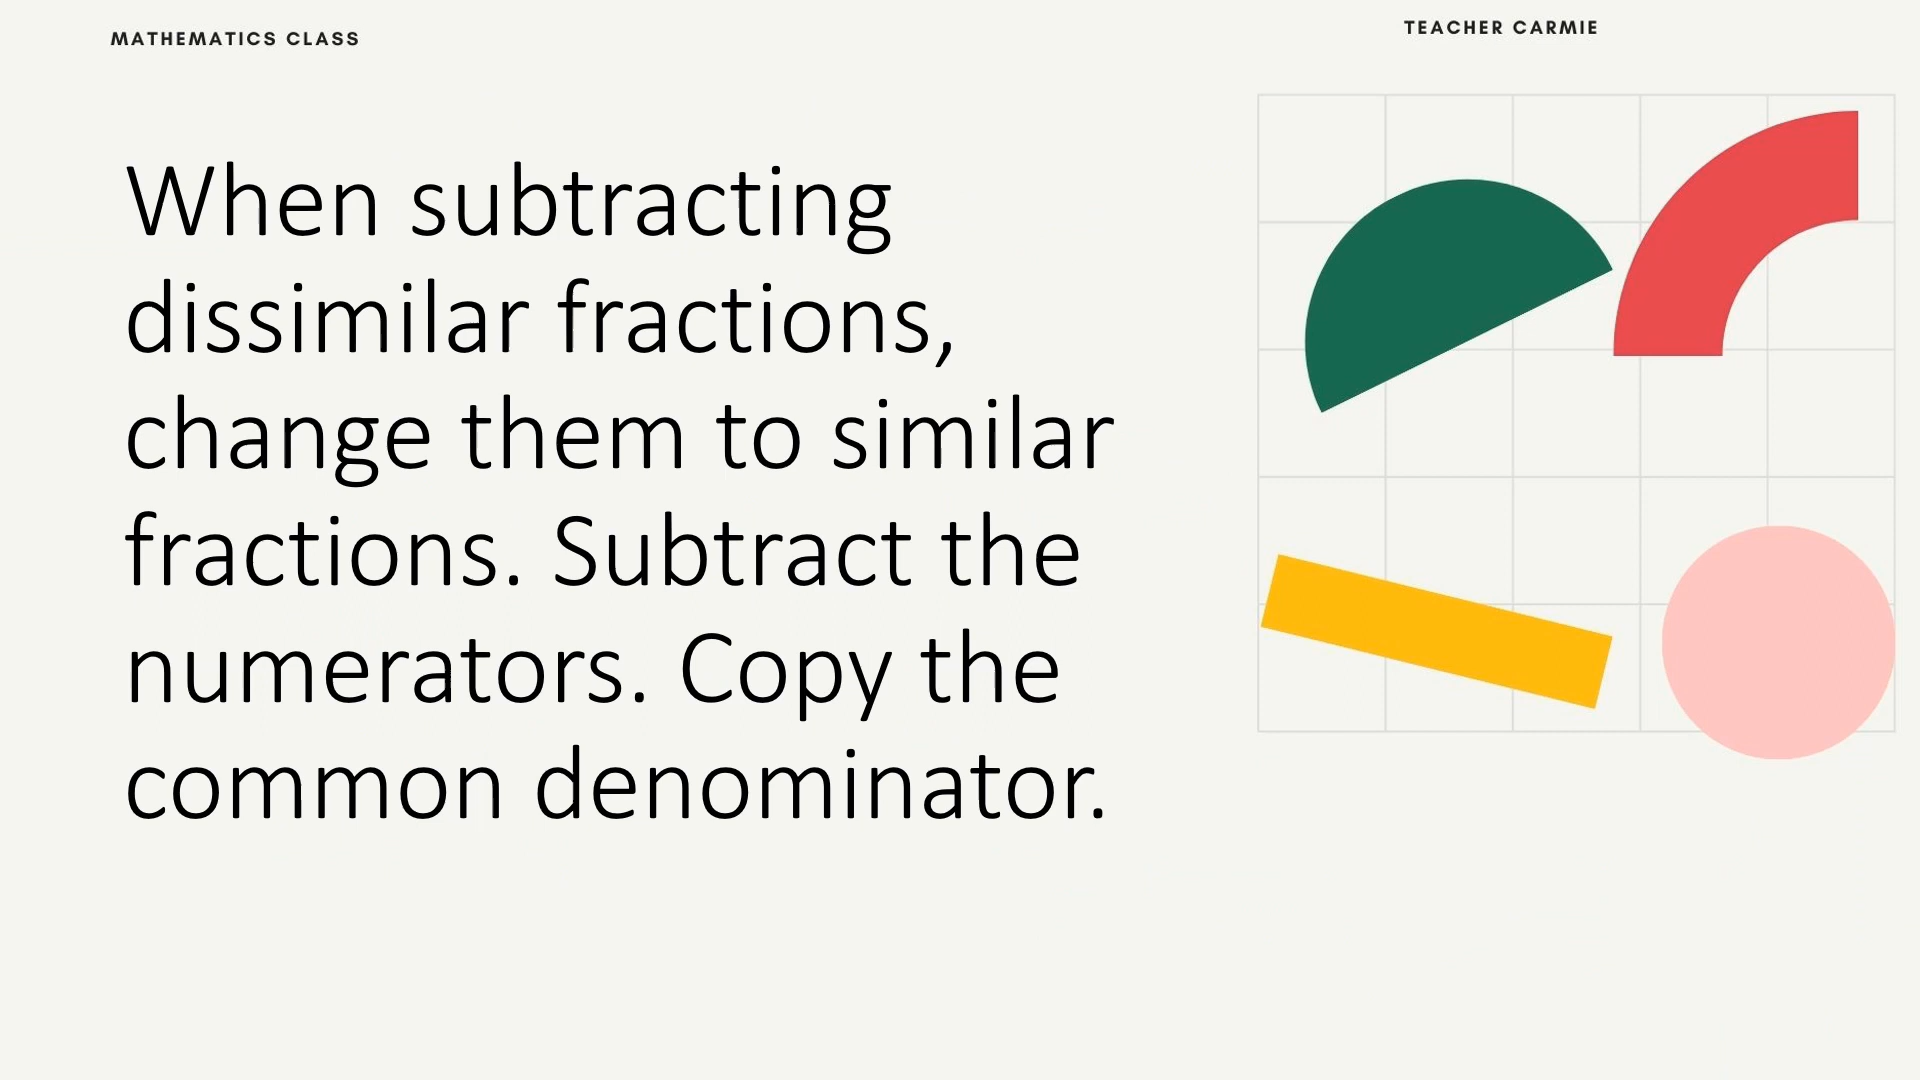 MATHEMATICS CLASS
TEACHER CARMIE
When subtracting
dissimilar fractions,
change them to similar
fractions. Subtract the
numerators. Copy the
common denominator.